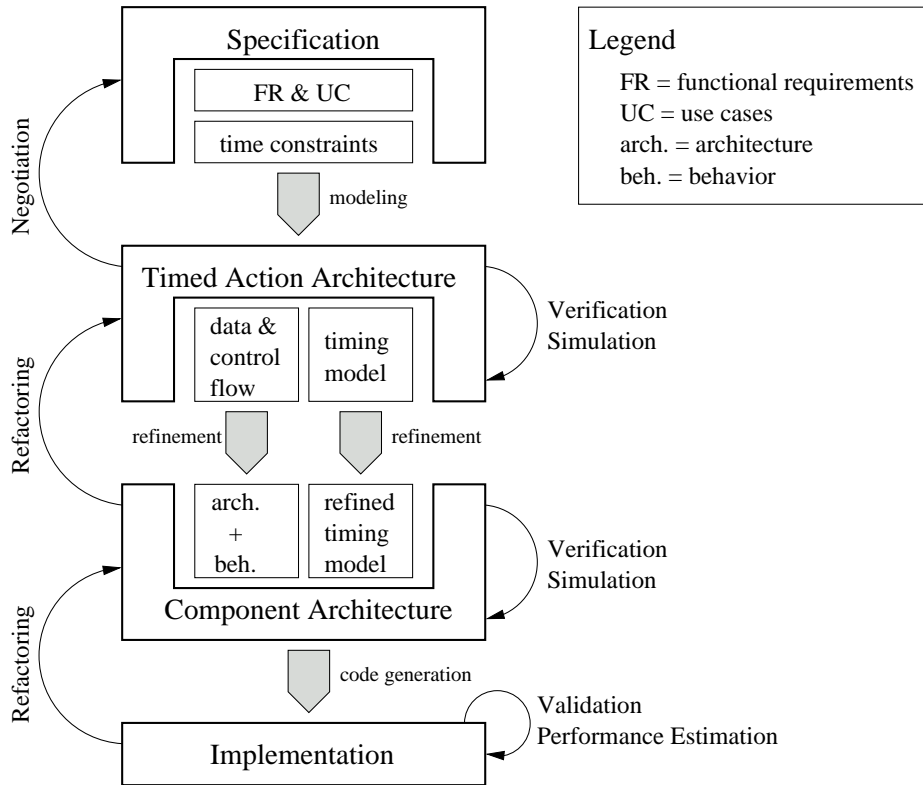 Specification
FR & UC
time constraints
modeling
Negotiation
Timed Action Architecture
data &
control
flow
timing
model
Verification
Simulation
Refactoring
refinement
refinement
arch.
+
beh.
refined
timing
model
Component Architecture
Verification
Simulation
Refactoring
code generation
Implementation
Validation
Performance Estimation
Legend
FR = functional requirements
UC = use cases
arch. = architecture
beh. = behavior